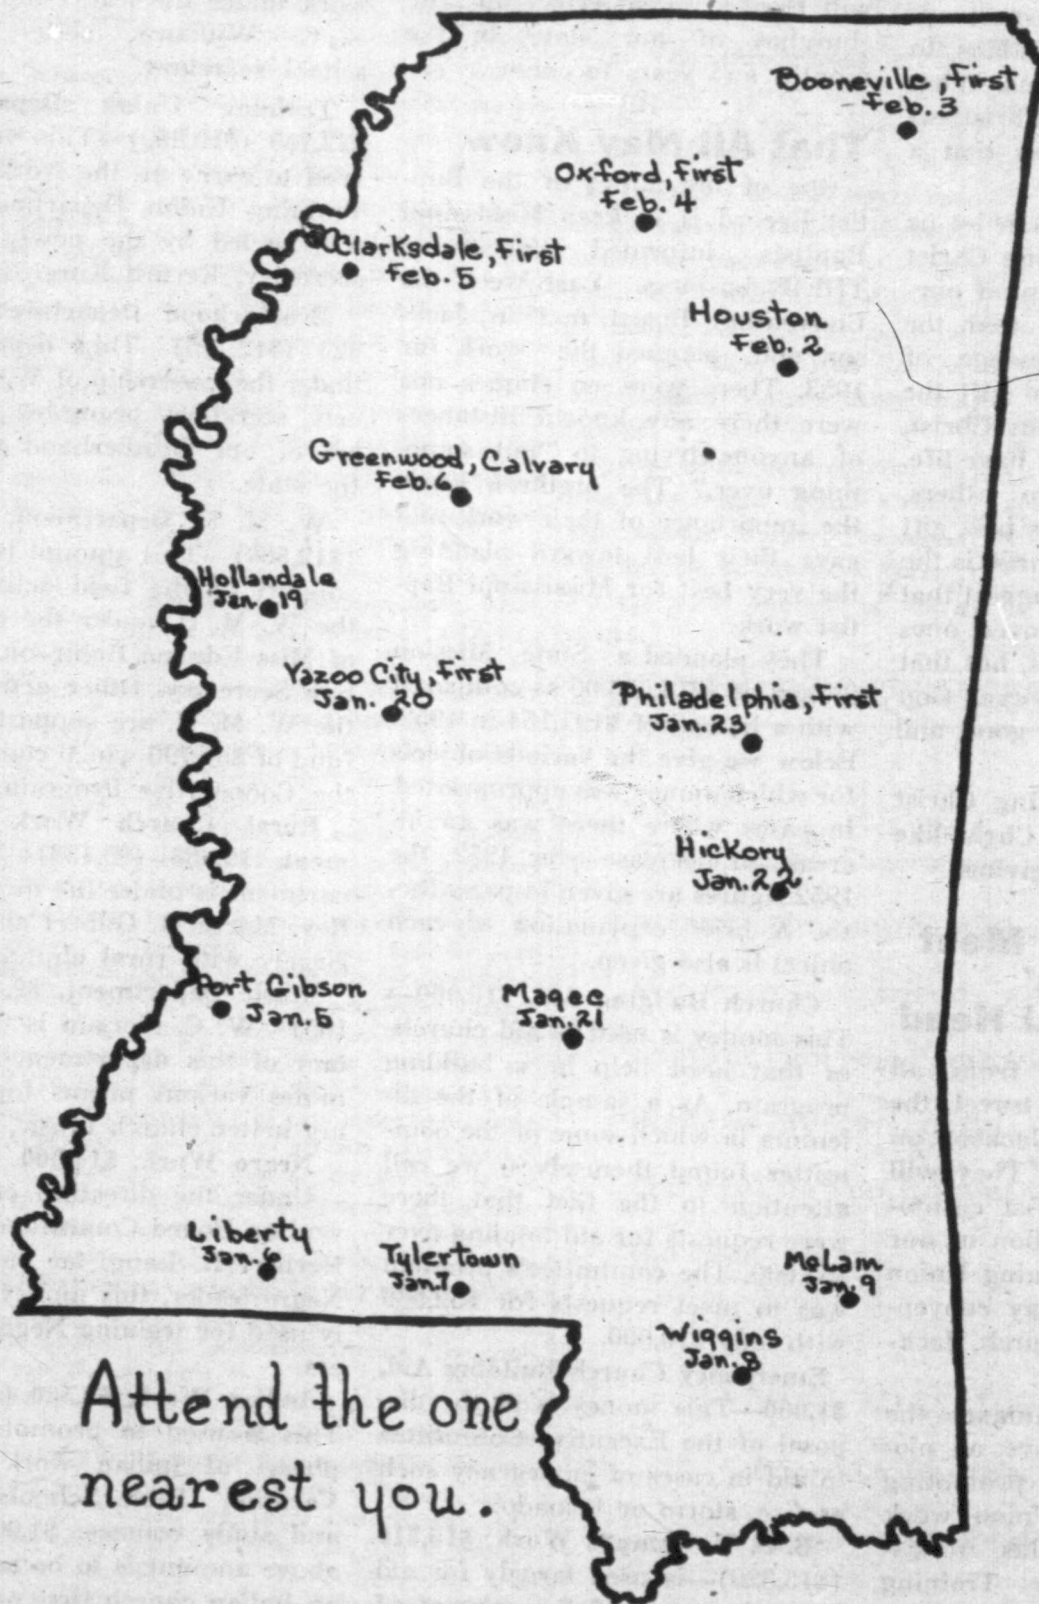 Booneville, First
Feb. 3
Oxford, First
Feb. 4
Clarksdale, First
Feb. 5
Houston
Feb. 2
Greenwood, Calvary
Feb. 6
Hollandale
Jan. 19
Yazoo City, First
Jan. 20
Philadelphia, First
Jan. 23
Hickory
Jan. 22
Port Gibson
Jan. 5
Magee
Jan. 21
Liberty
Jan. 6
Tylertown
Jan. 7
McLain
Jan. 9
Wiggins
Jan. 8
Attend the one
nearest you.